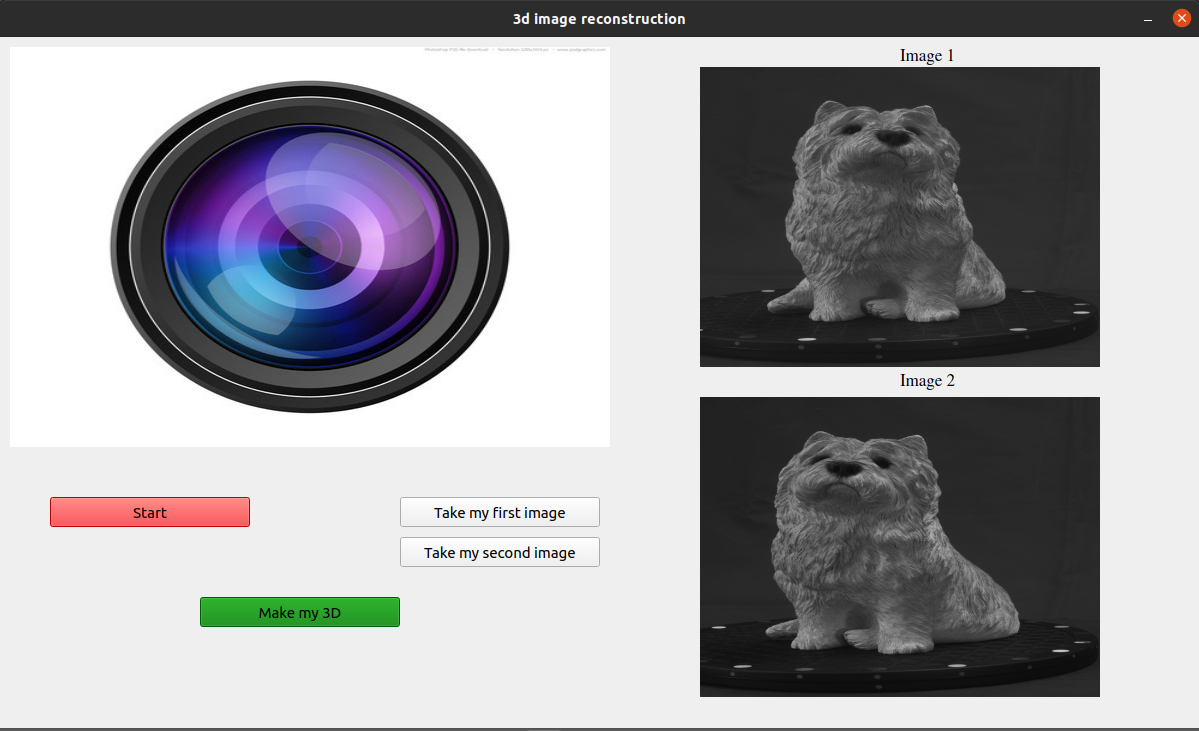 3d image reconstruction
Image 1
Image 2
Start
Take my first image
Take my second image
Make my 3D